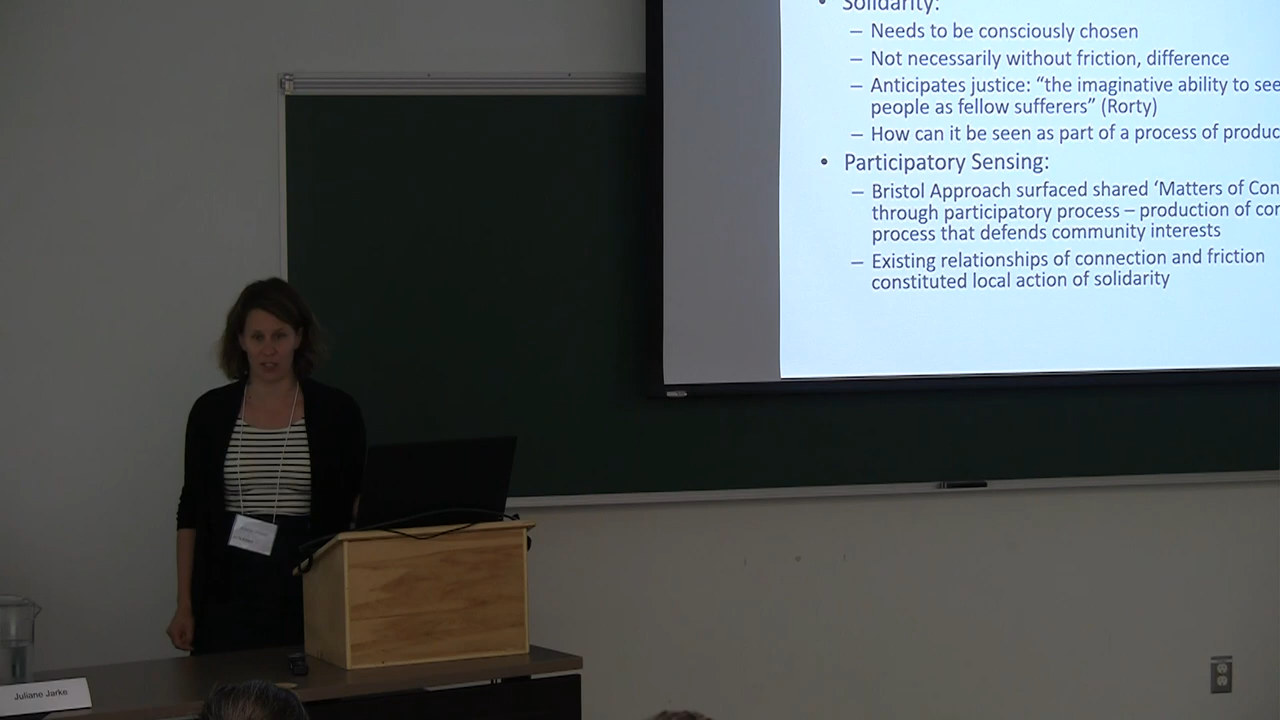 • Solidarity:
– Needs to be consciously chosen
– Not necessarily without friction, difference
– Anticipates justice: “the imaginative ability to see
people as fellow sufferers” (Rorty)
– How can it be seen as part of a process of produc
• Participatory Sensing:
– Bristol Approach surfaced shared ‘Matters of Con
through participatory process – production of co
process that defends community interests
– Existing relationships of connection and friction
constituted local action of solidarity
Juliane Jarke